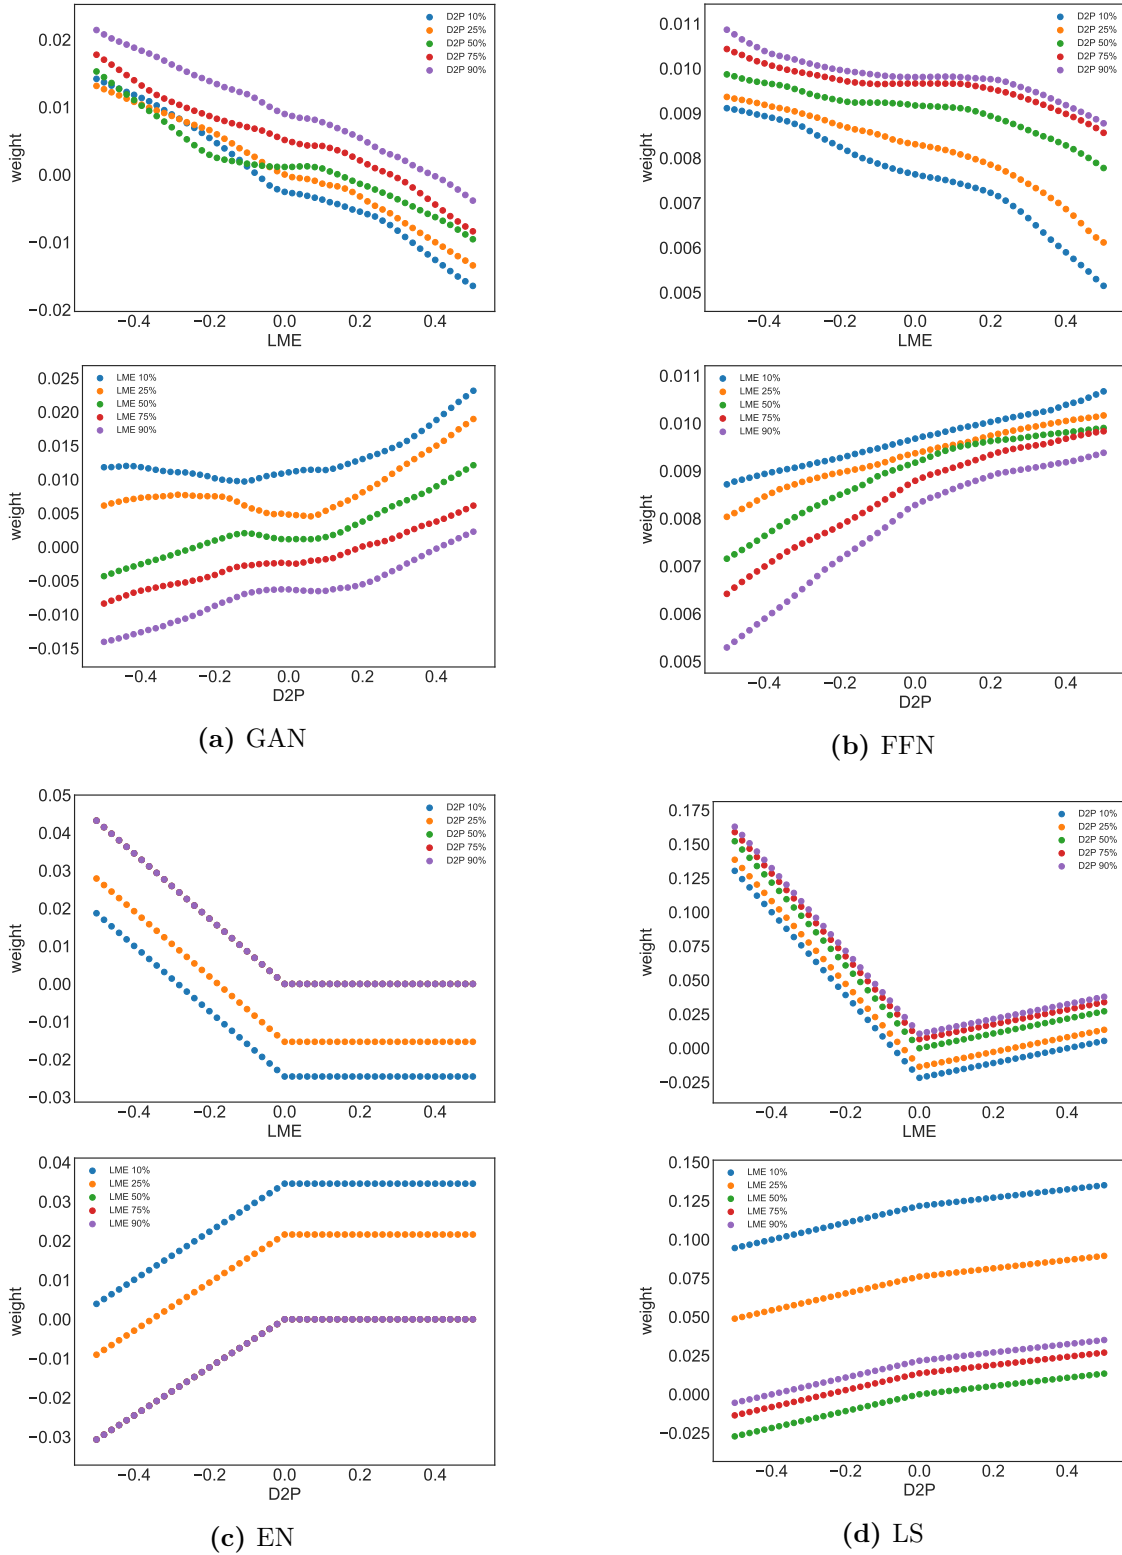 0.02
0.01
0.00
−0.01
−0.02
weight
D2P 10%
D2P 25%
D2P 50%
D2P 75%
D2P 90%
−0.4 −0.2 0.0 0.2 0.4
LME
0.025
0.020
0.015
0.010
0.005
0.000
−0.005
−0.010
−0.015
weight
LME 10%
LME 25%
LME 50%
LME 75%
LME 90%
−0.4 −0.2 0.0 0.2 0.4
D2P
(a) GAN
0.011
0.010
0.009
0.008
0.007
0.006
0.005
weight
D2P 10%
D2P 25%
D2P 50%
D2P 75%
D2P 90%
−0.4 −0.2 0.0 0.2 0.4
LME
0.011
0.010
0.009
0.008
0.007
0.006
0.005
weight
LME 10%
LME 25%
LME 50%
LME 75%
LME 90%
−0.4 −0.2 0.0 0.2 0.4
D2P
(b) FFN
0.05
0.04
0.03
0.02
0.01
0.00
−0.01
−0.02
−0.03
weight
D2P 10%
D2P 25%
D2P 50%
D2P 75%
D2P 90%
−0.4 −0.2 0.0 0.2 0.4
LME
0.04
0.03
0.02
0.01
0.00
−0.01
−0.02
−0.03
weight
LME 10%
LME 25%
LME 50%
LME 75%
LME 90%
−0.4 −0.2 0.0 0.2 0.4
D2P
(c) EN
0.175
0.150
0.125
0.100
0.075
0.050
0.025
0.000
−0.025
weight
D2P 10%
D2P 25%
D2P 50%
D2P 75%
D2P 90%
−0.4 −0.2 0.0 0.2 0.4
LME
0.150
0.125
0.100
0.075
0.050
0.025
0.000
−0.025
weight
LME 10%
LME 25%
LME 50%
LME 75%
LME 90%
−0.4 −0.2 0.0 0.2 0.4
D2P
(d) LS